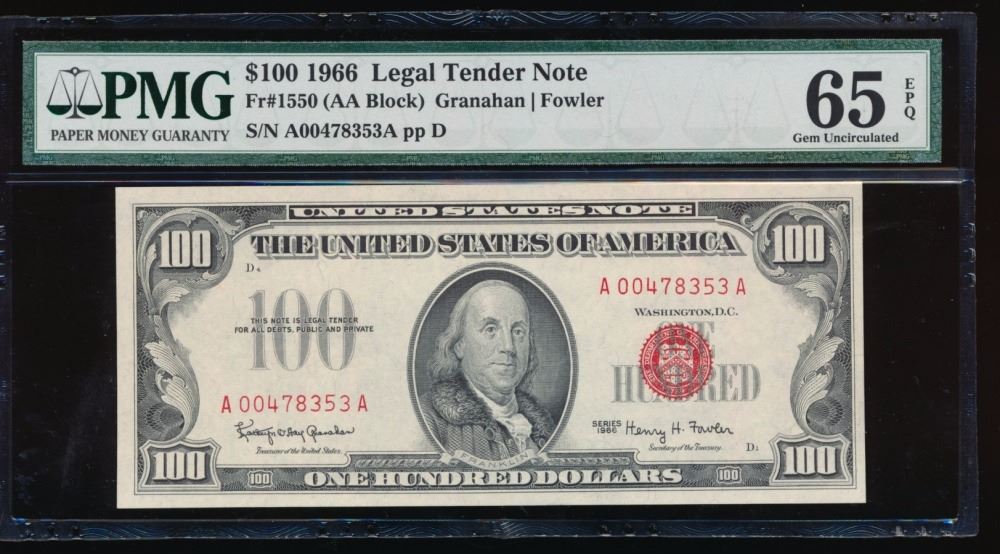 PMG
PAPER MONEY GUARANTY
$100 1966 Legal Tender Note
Fr#1550 (AA Block) Granahan | Fowler
S/N A00478353A pp D
65
EPQ
Gem Uncirculated
UNITED STATES NOTE
THE UNITED STATES OF AMERICA
100
100
D4
A 00478353 A
WASHINGTON, D.C.
100
THIS NOTE IS LEGAL TENDER
FOR ALL DEBTS, PUBLIC AND PRIVATE
ONE
HUNDRED
A 00478353 A
Kathryn O'Hay Granahan
Treasurer of the United States.
SERIES
1966
Henry H. Fowler
Secretary of the Treasury.
D1
FRANKLIN
100
100
ONE HUNDRED DOLLARS
100
100